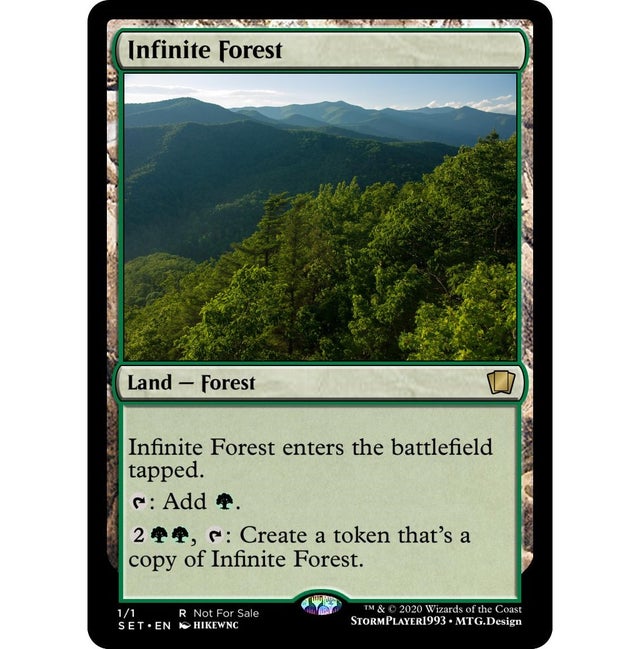 Infinite Forest
Land — Forest
Infinite Forest enters the battlefield
tapped.
: Add .
2, : Create a token that's a
copy of Infinite Forest.
1/1 R Not For Sale ™ & © 2020 Wizards of the Coast
SET • EN HIKEWNC StormPlayer1993 • MTG.Design